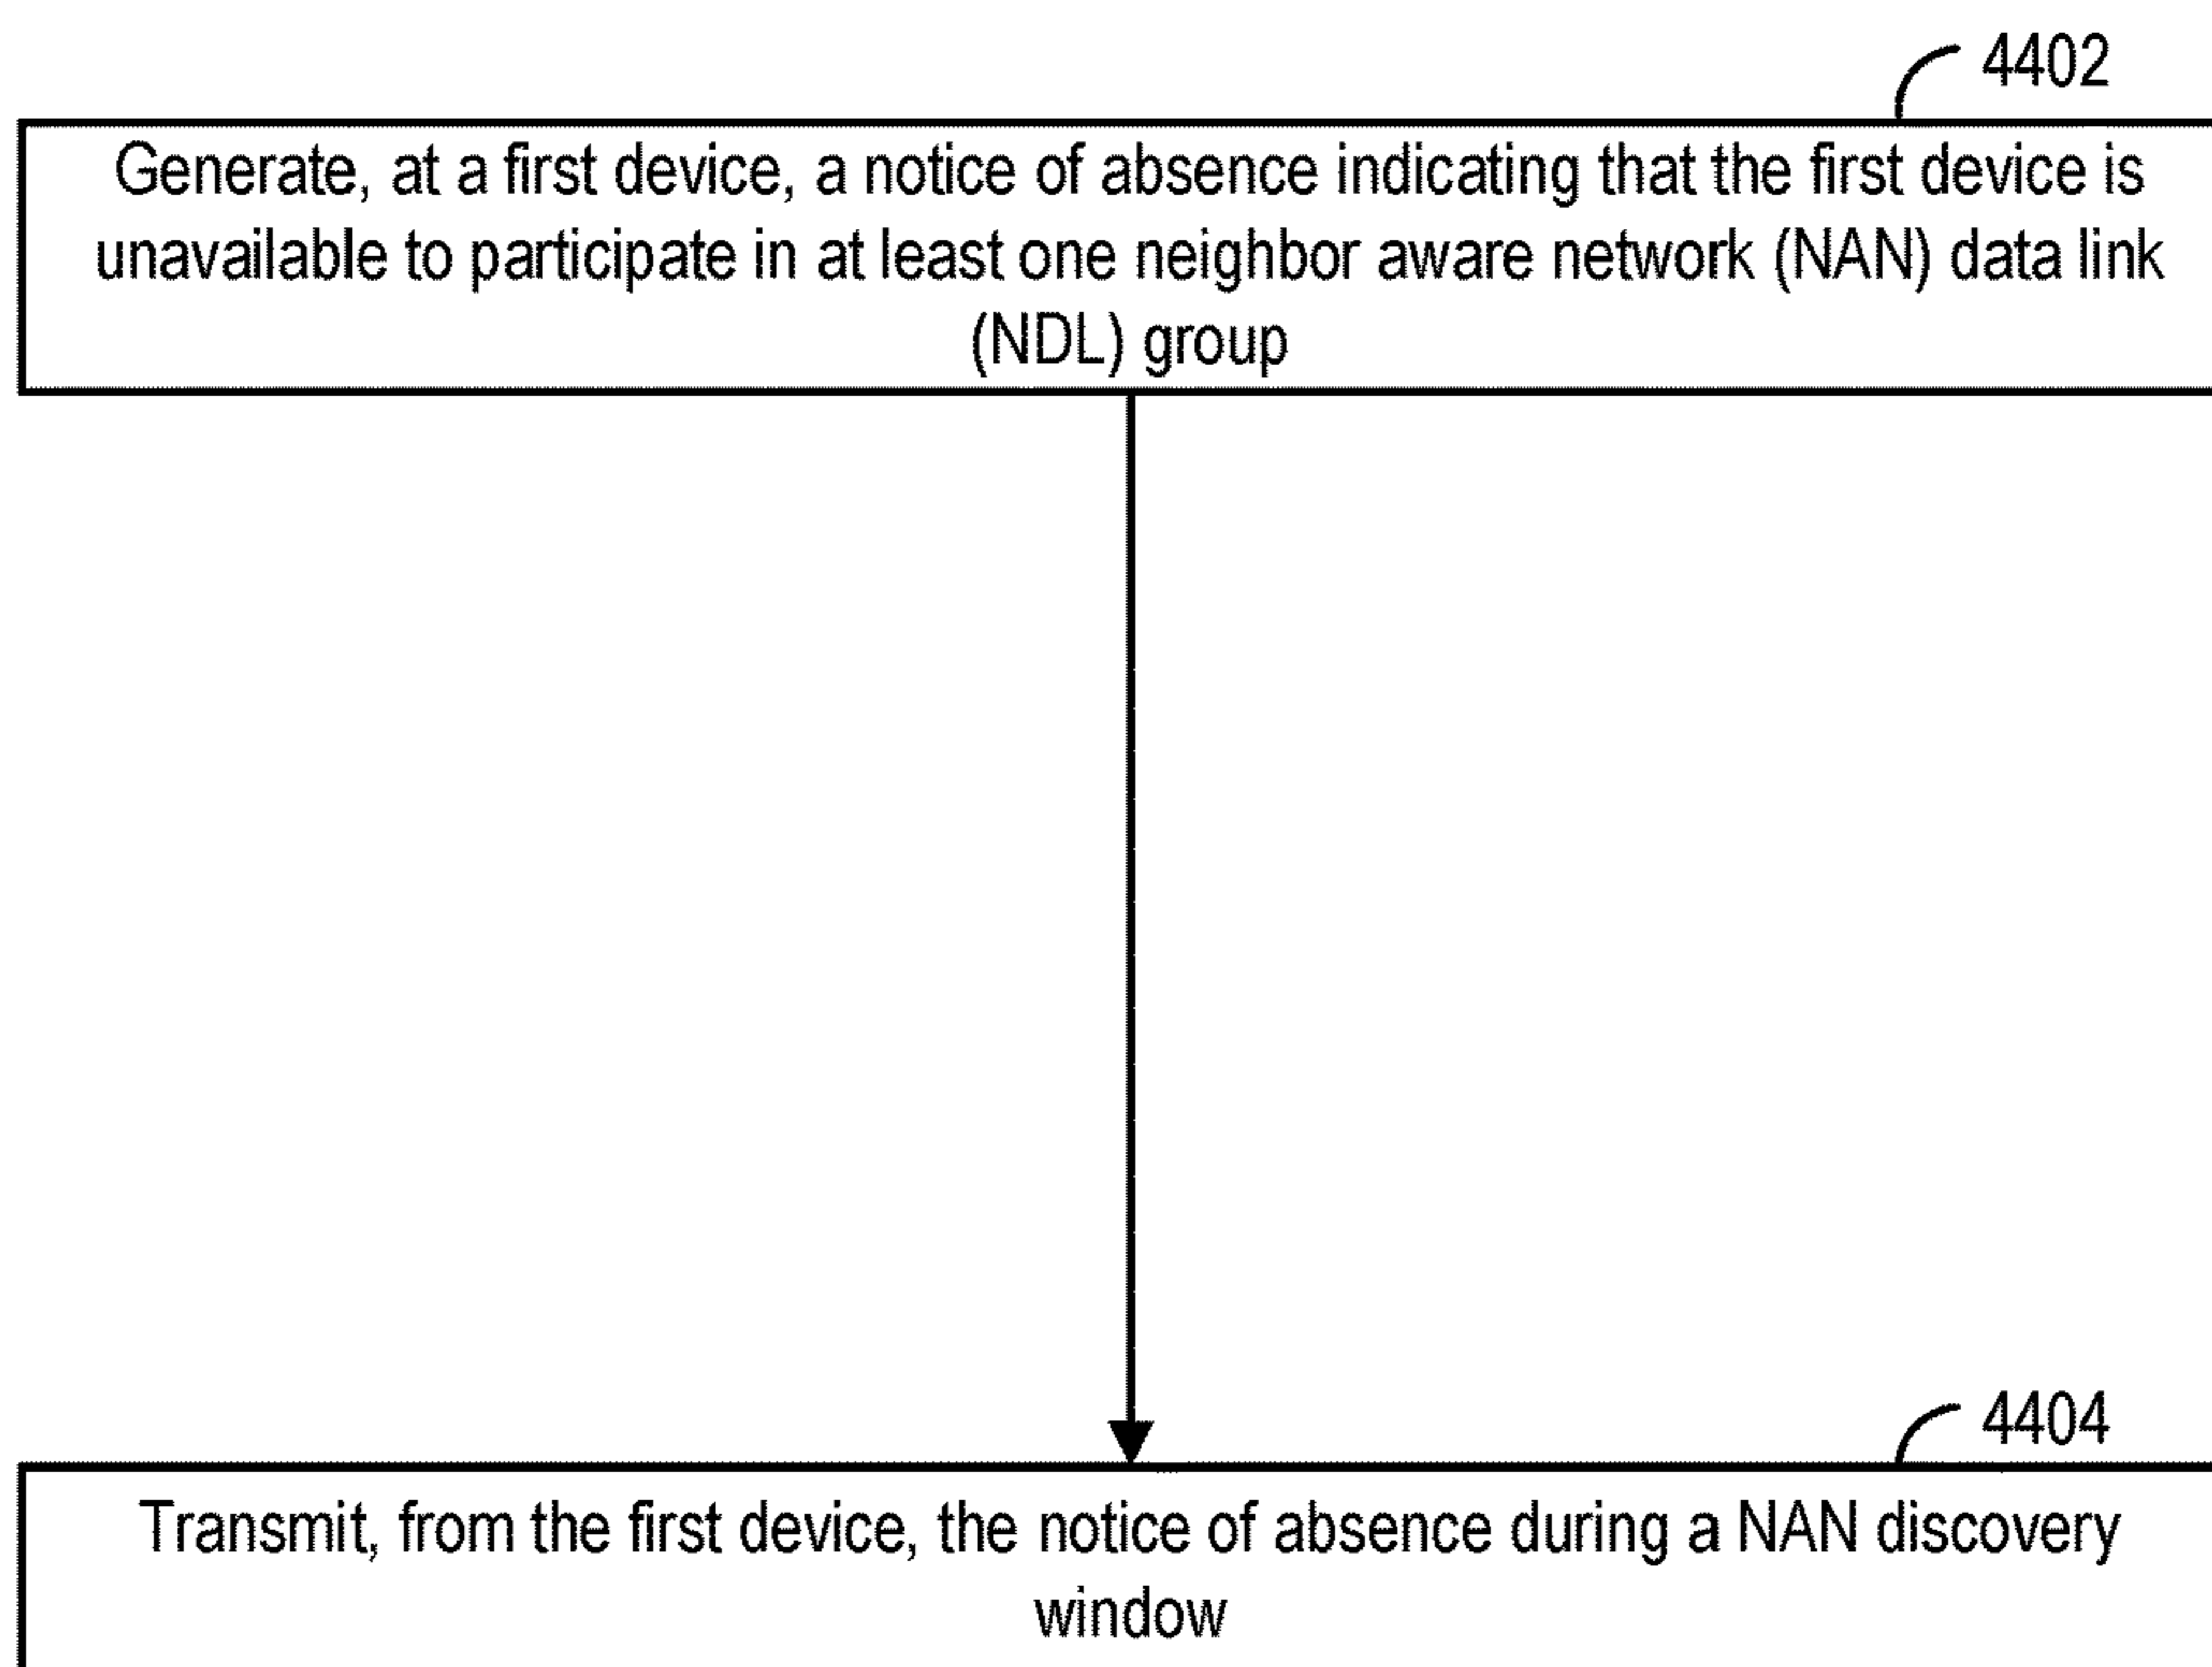 4402
Generate, at a first device, a notice of absence indicating that the first device is
unavailable to participate in at least one neighbor aware network (NAN) data link
(NDL) group
4404
Transmit, from the first device, the notice of absence during a NAN discovery
window